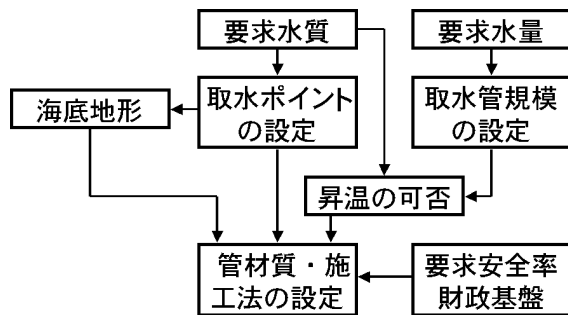 要求水質
要求水量
海底地形
取水ポイント
の設定
取水管規模
の設定
昇温の可否
管材質・施
工法の設定
要求安全率
財政基盤